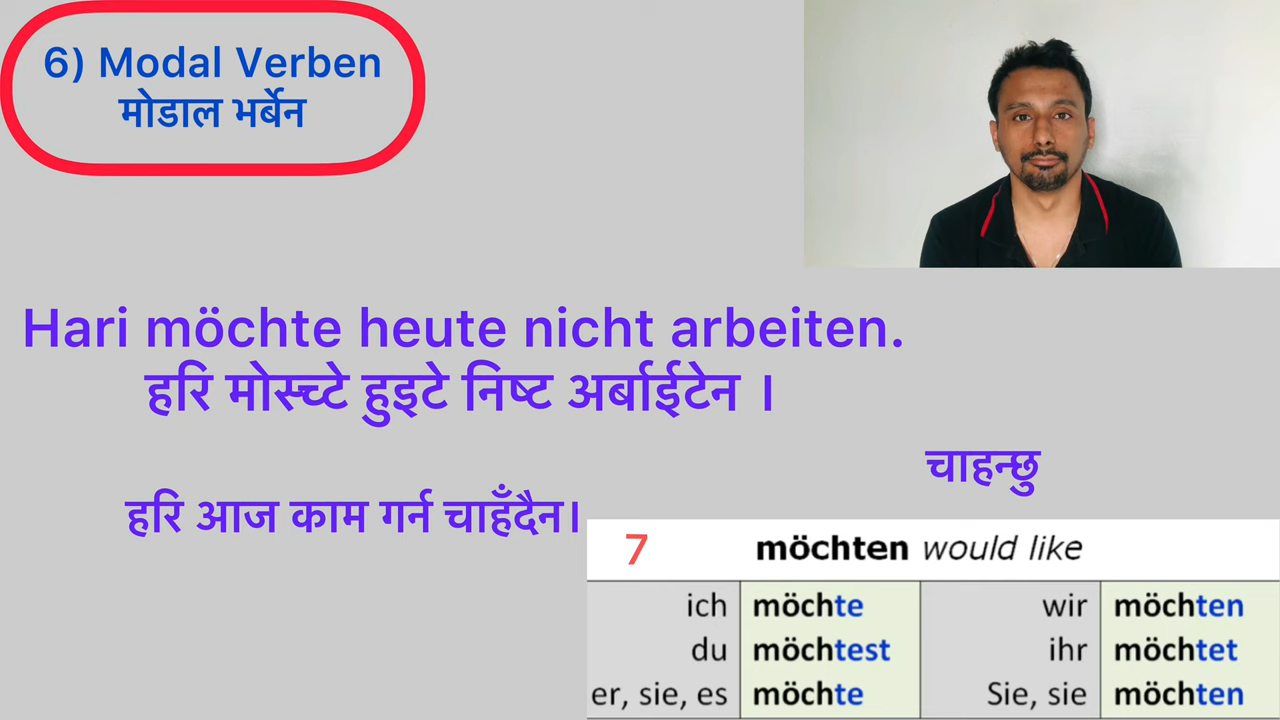 6) Modal Verben
मोडाल भर्बेन
Hari möchte heute nicht arbeiten.
हरि मोस्च्टे हुइटे निष्ट अर्बाईटेन ।
चाहन्छु
हरि आज काम गर्न चाहँदैन।
7 möchten would like
ich möchte wir möchten
du möchtest ihr möchtet
er, sie, es möchte Sie, sie möchten